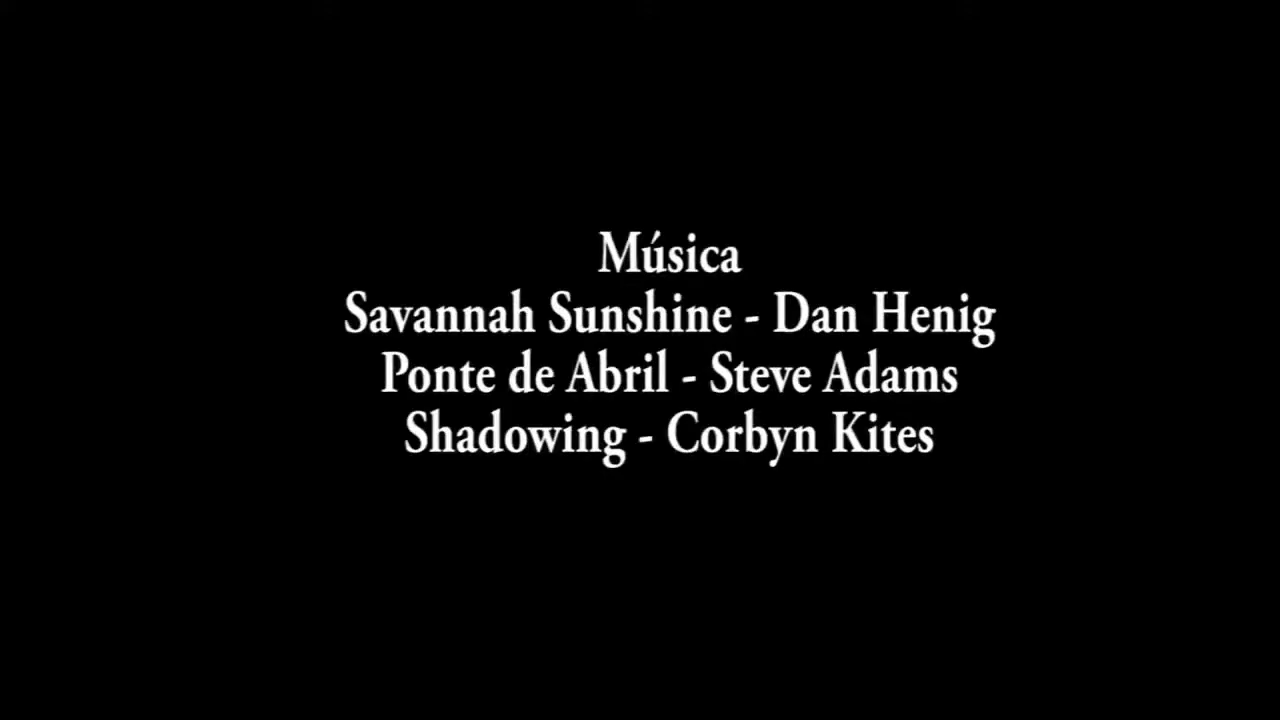 Música
Savannah Sunshine - Dan Henig
Ponte de Abril - Steve Adams
Shadowing - Corbyn Kites